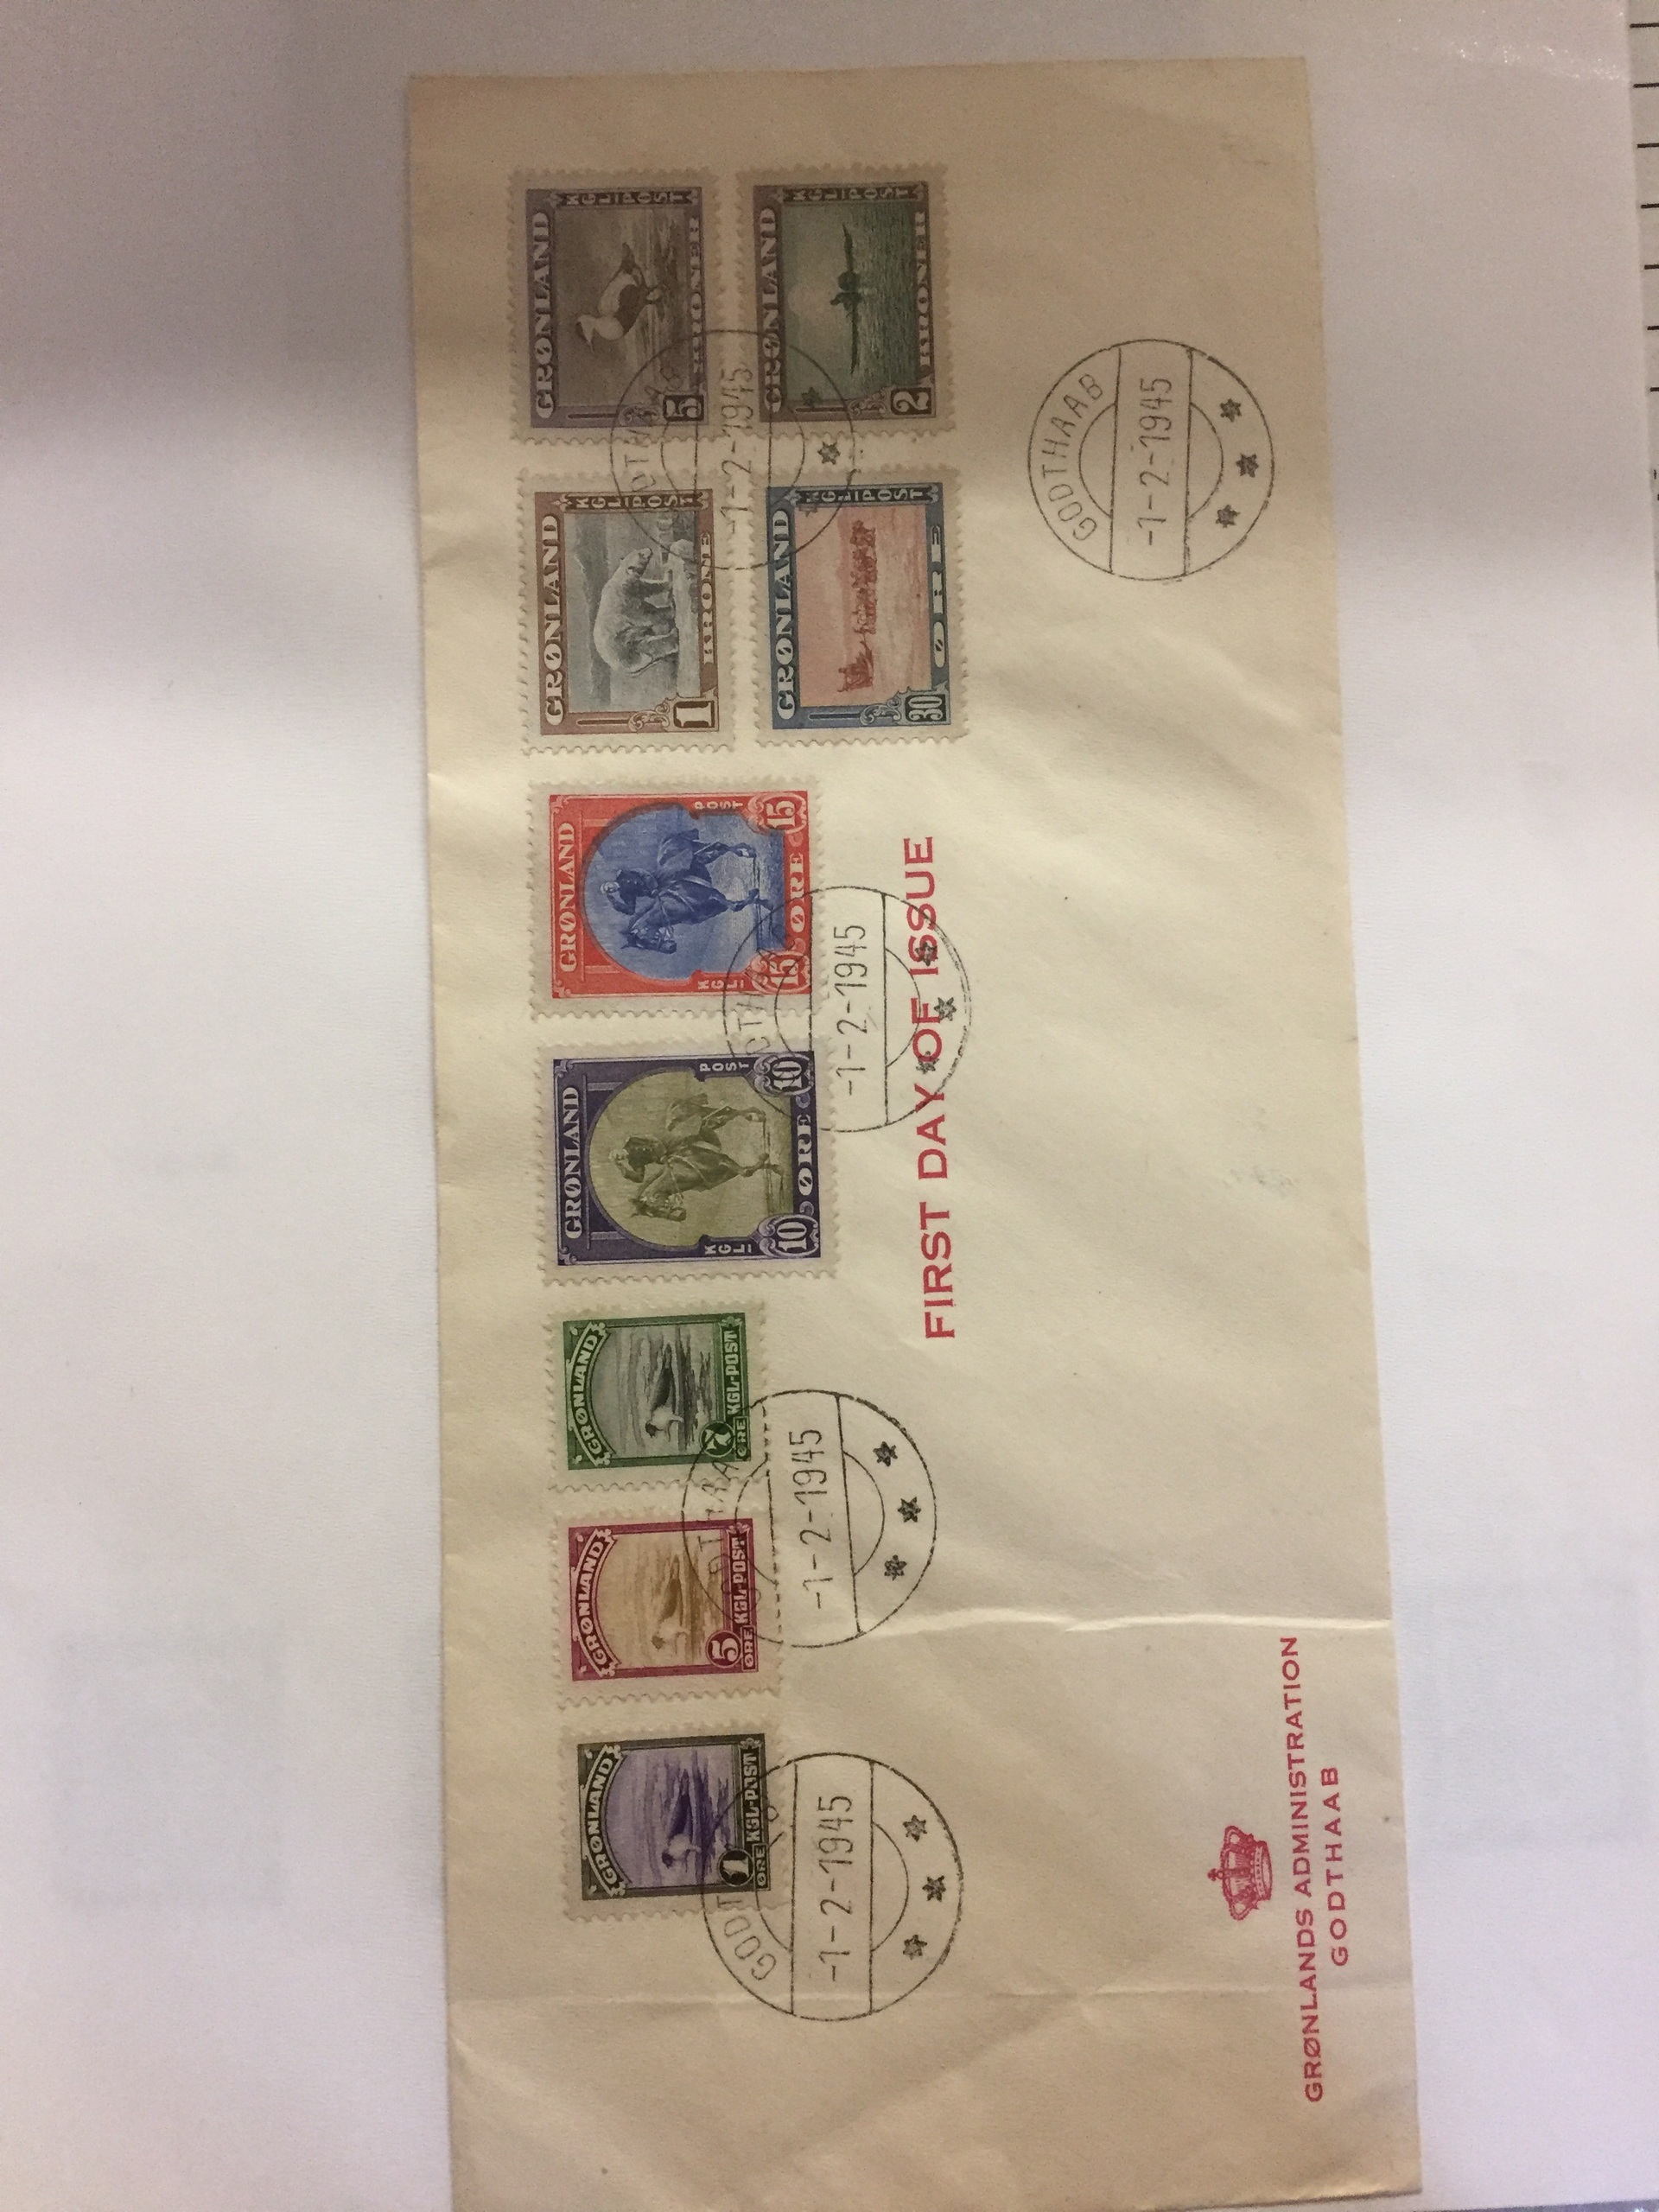 GRØNLAND
1
ØRE
KGL-POST
GRØNLAND
5
ØRE
KGL-POST
GRØNLAND
7
ØRE
KGL-POST
GRØNLAND
KGL-
POST
10 ØRE 10
GRØNLAND
KGL-
POST
15 ØRE 15
GRØNLAND
KGL-POST
1 KRONE
GRØNLAND
KGL-POST
30 ØRE
GRØNLAND
KGL-POST
5 KRONER
GRØNLAND
KGL-POST
2 KRONER
-1-2-1945
-1-2-1945
-1-2-1945
-1-2-1945
FIRST DAY OF ISSUE
GODTHAAB
-1-2-1945
GRØNLANDS ADMINISTRATION
GODTHAAB